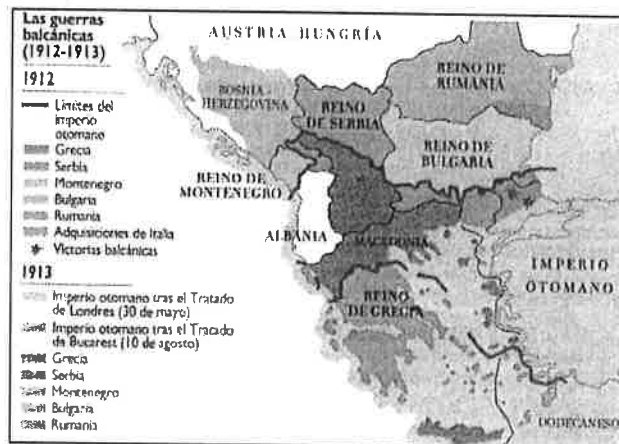 Las guerras
balcánicas
(1912-1913)
1912
Límites del
imperio
otomano
Grecia
Serbia
Montenegro
Bulgaria
Rumania
Adquisiciones de Italia
Victorias balcánicas
1913
Imperio otomano tras el Tratado
de Londres (30 de mayo)
Imperio otomano tras el Tratado
de Bucarest (10 de agosto)
Grecia
Serbia
Montenegro
Bulgaria
Rumania
AUSTRIA HUNGRÍA
BOSNIA-
HERZEGOVINA
REINO
DE SERBIA
REINO DE
RUMANIA
REINO DE
BULGARIA
REINO DE
MONTENEGRO
ALBANIA
MACEDONIA
REINO
DE GRECIA
IMPERIO
OTOMANO
DODECANESO